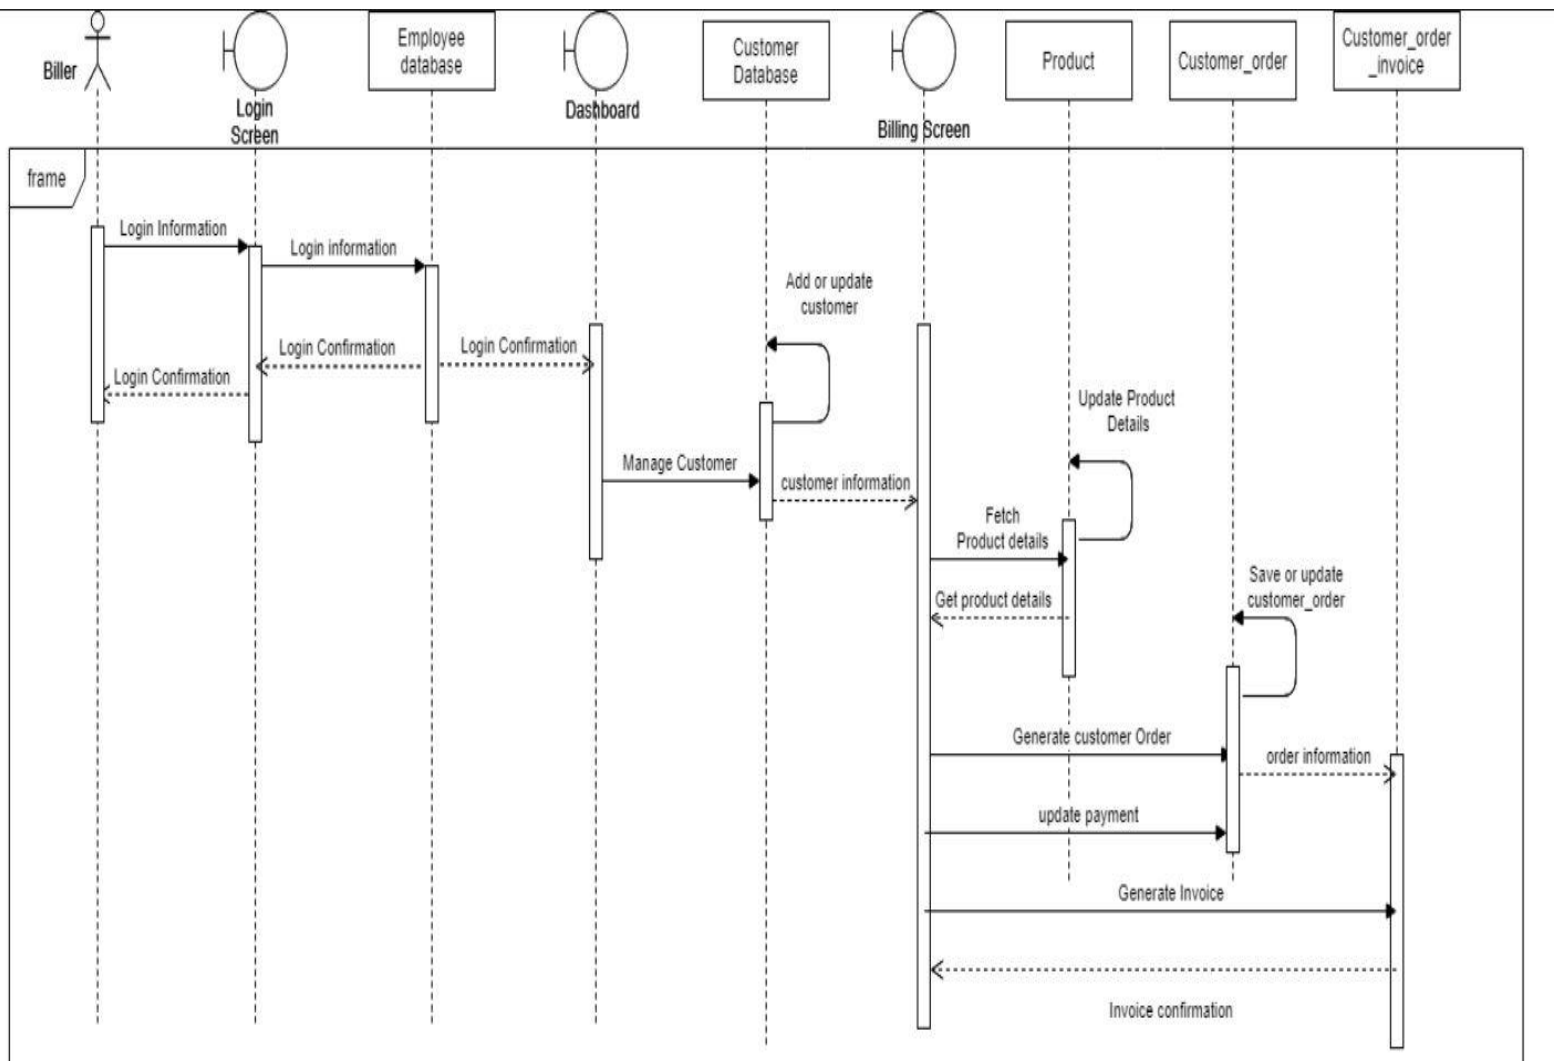 Biller
Login
Screen
Employee
database
Dashboard
Customer
Database
Billing Screen
Product
Customer_order
Customer_order
_invoice
frame
Login Information
Login information
Add or update
customer
Login Confirmation
Login Confirmation
Login Confirmation
Update Product
Details
Manage Customer
customer information
Fetch
Product details
Save or update
customer_order
Get product details
Generate customer Order
order information
update payment
Generate Invoice
Invoice confirmation